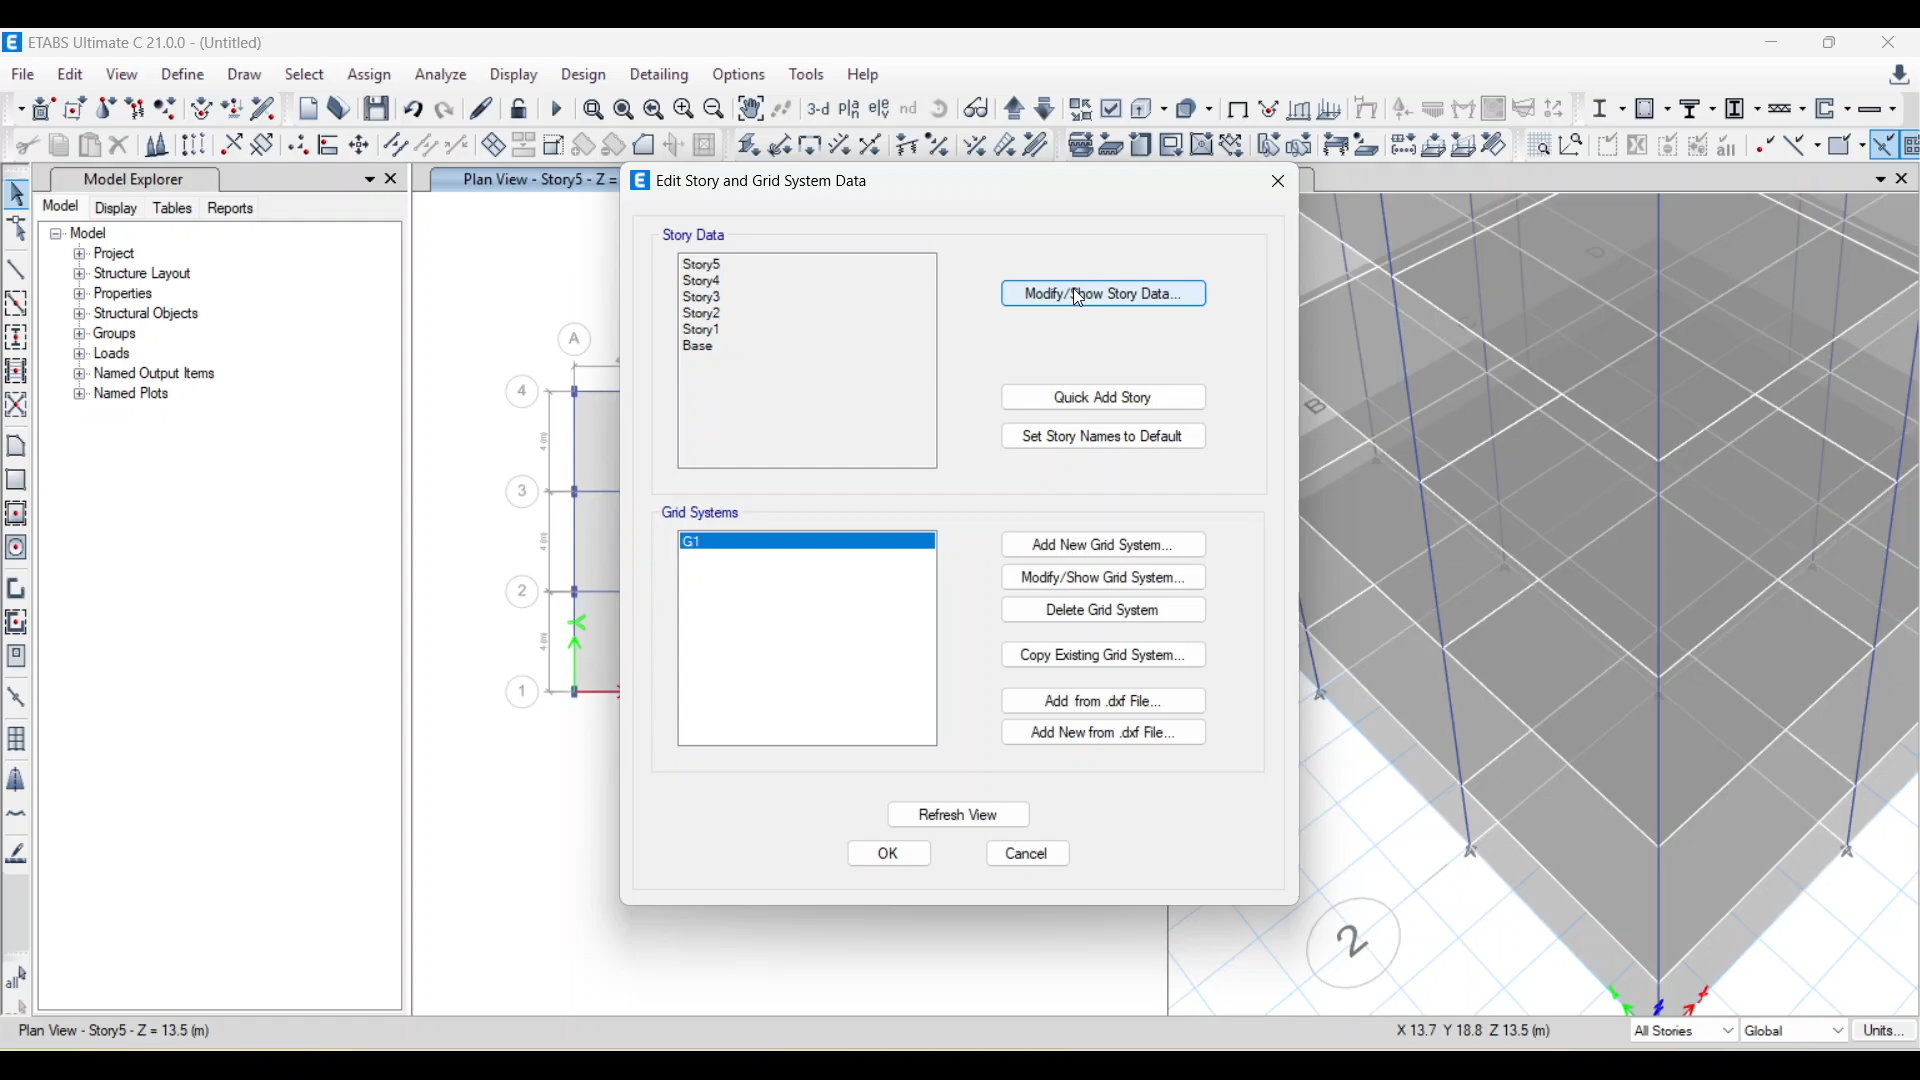 ETABS Ultimate C 21.0.0 - (Untitled)
File Edit View Define Draw Select Assign Analyze Display Design Detailing Options Tools Help
3-d nd
all
Model Explorer
Plan View - Story5 - Z =
Edit Story and Grid System Data
Model Display Tables Reports
Model
Project
Structure Layout
Properties
Structural Objects
Groups
Loads
Named Output Items
Named Plots
Story Data
Story5
Story4
Story3
Story2
Story1
Base
Modify/Show Story Data...
Quick Add Story
Set Story Names to Default
Grid Systems
G1
Add New Grid System...
Modify/Show Grid System...
Delete Grid System
Copy Existing Grid System...
Add from .dxf File...
Add New from .dxf File...
Refresh View
OK Cancel
A
4
3
2
1
B
D
2
all
Plan View - Story5 - Z = 13.5 (m)
X 13.7 Y 18.8 Z 13.5 (m)
All Stories
Global
Units...